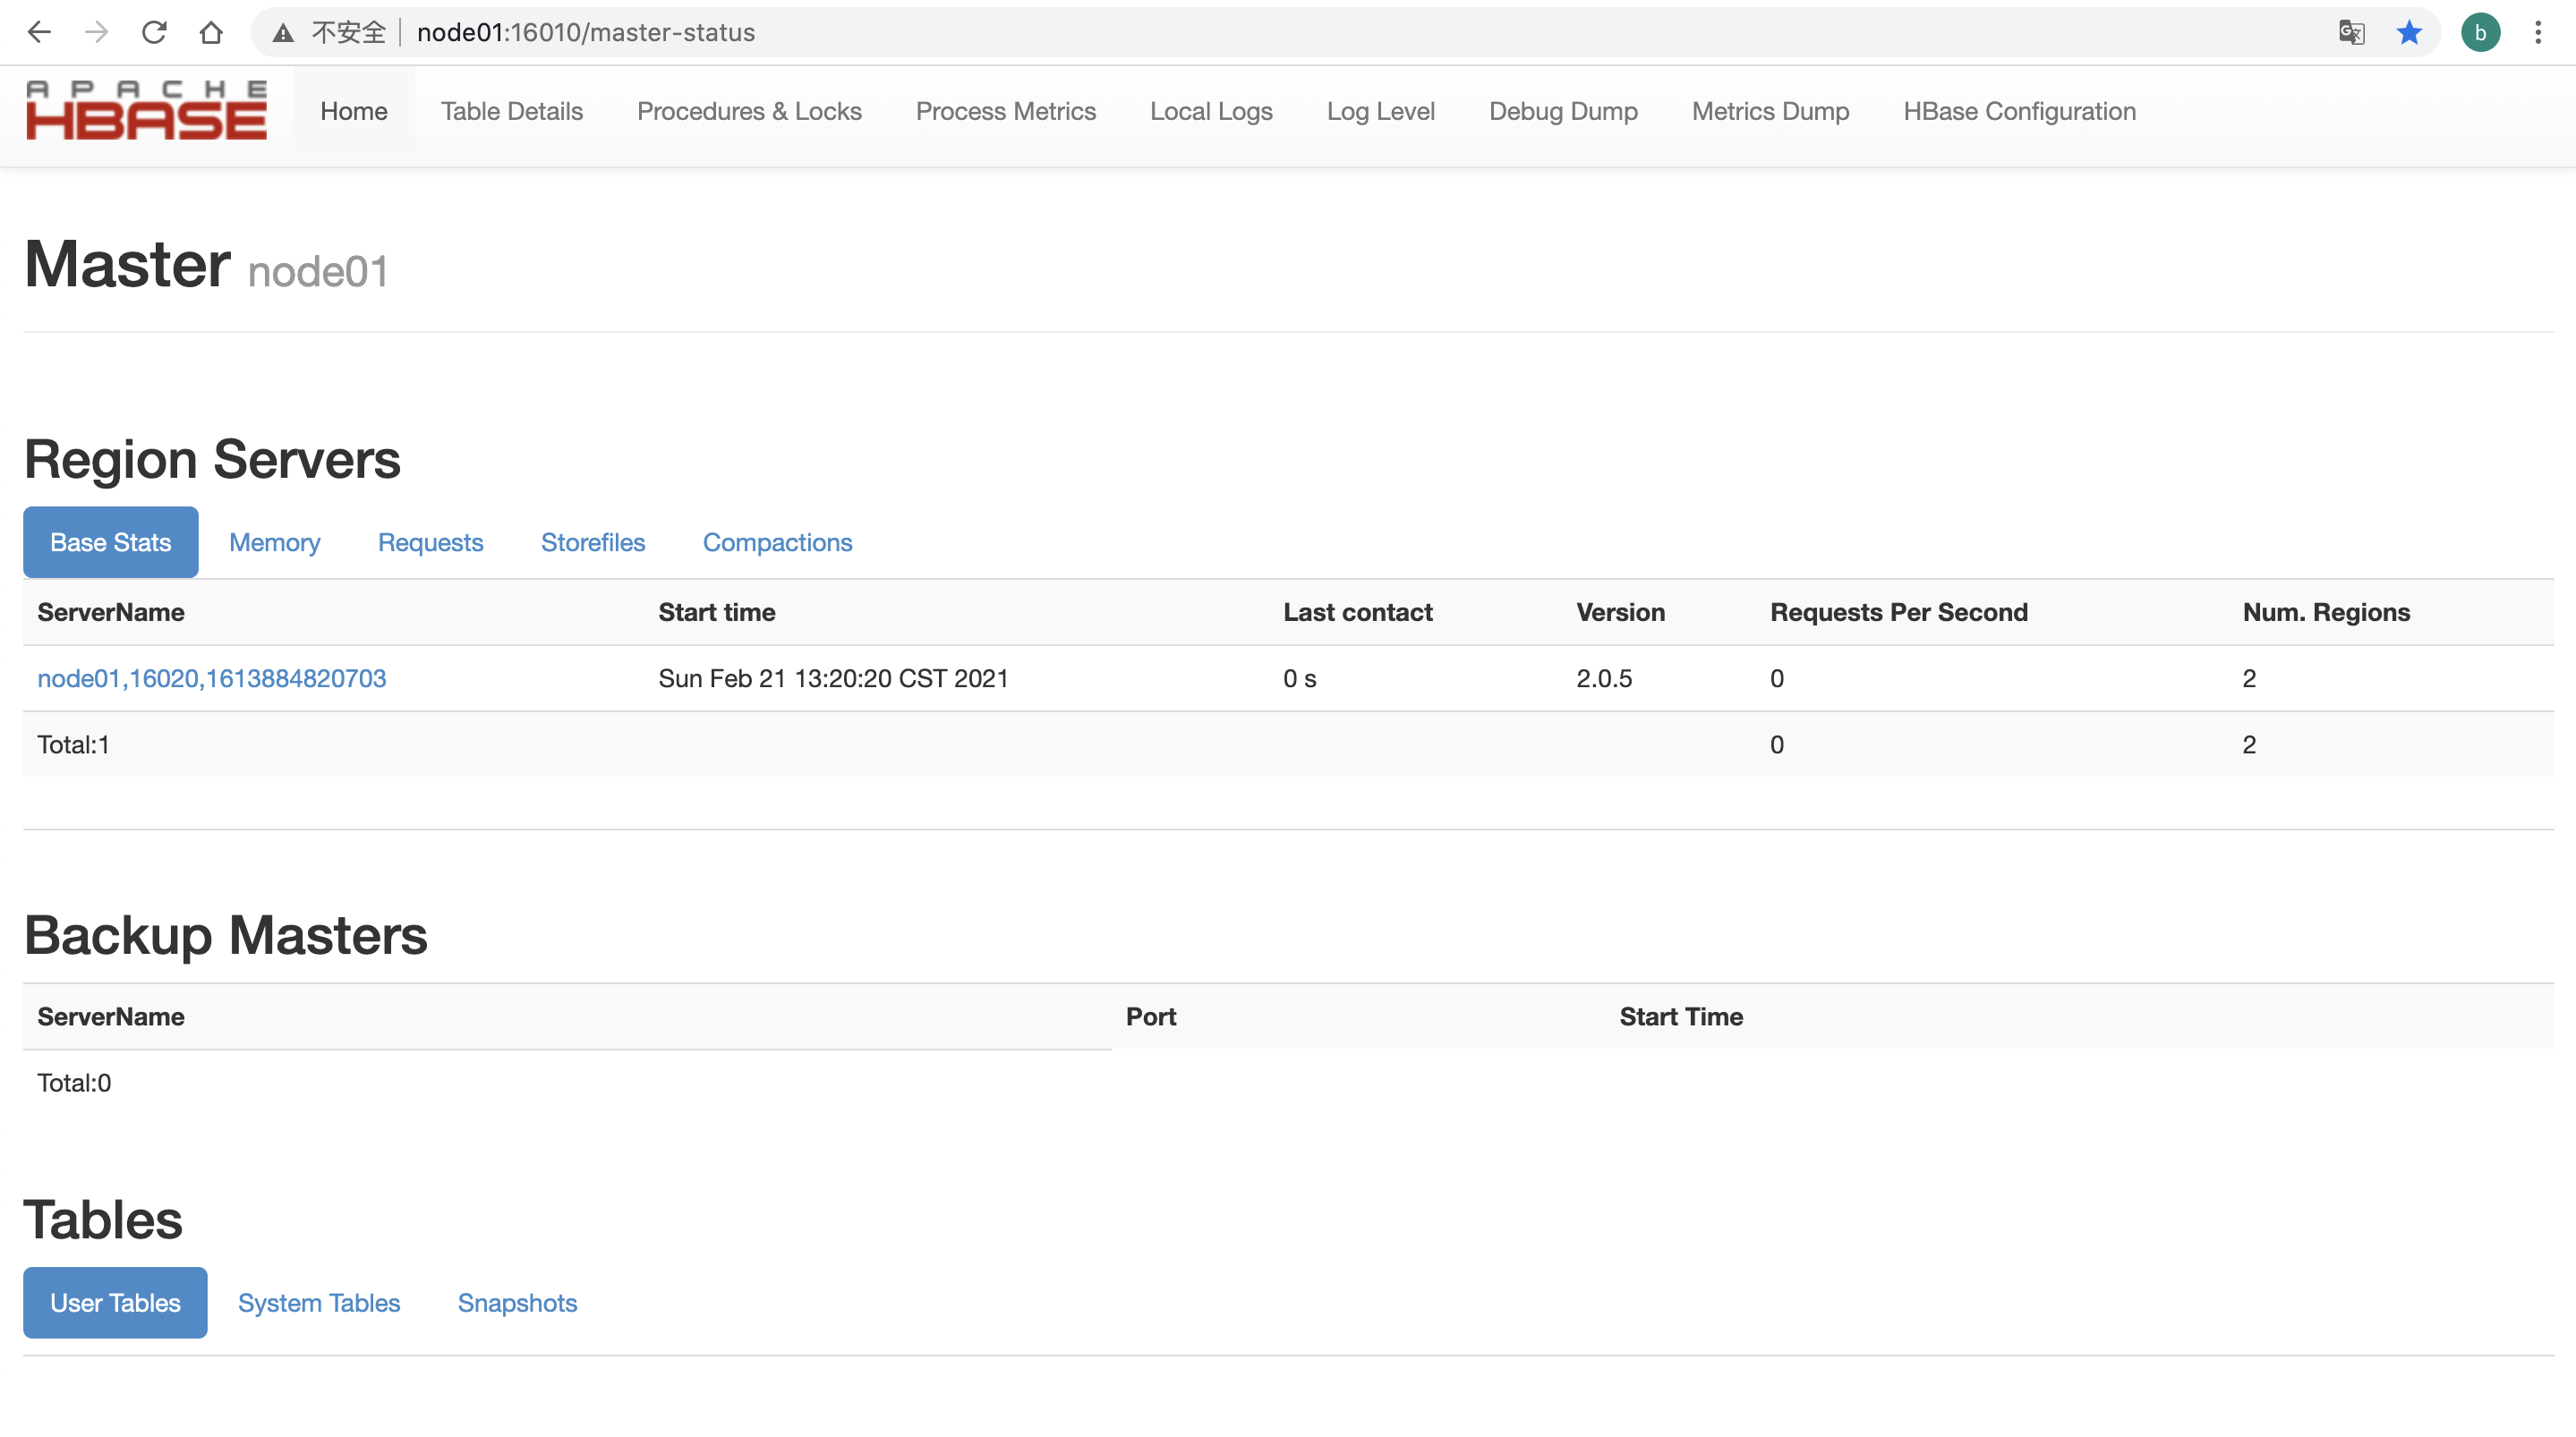 不安全 node01:16010/master-status b
APACHE
HBASE
Home Table Details Procedures & Locks Process Metrics Local Logs Log Level Debug Dump Metrics Dump HBase Configuration
Master node01
Region Servers
Base Stats Memory Requests Storefiles Compactions
ServerName Start time Last contact Version Requests Per Second Num. Regions
node01,16020,1613884820703 Sun Feb 21 13:20:20 CST 2021 0 s 2.0.5 0 2
Total:1 0 2
Backup Masters
ServerName Port Start Time
Total:0
Tables
User Tables System Tables Snapshots